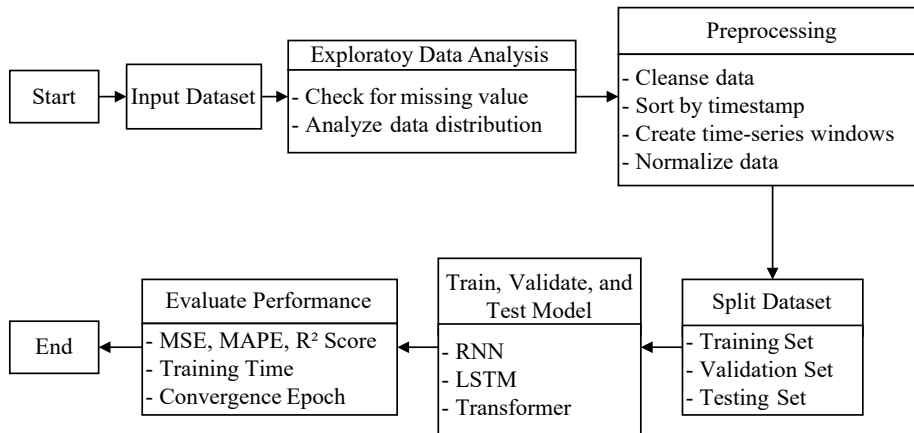 Start
Input Dataset
Exploratoy Data Analysis
- Check for missing value
- Analyze data distribution
Preprocessing
- Cleanse data
- Sort by timestamp
- Create time-series windows
- Normalize data
Split Dataset
- Training Set
- Validation Set
- Testing Set
Train, Validate, and
Test Model
- RNN
- LSTM
- Transformer
Evaluate Performance
- MSE, MAPE, R² Score
- Training Time
- Convergence Epoch
End